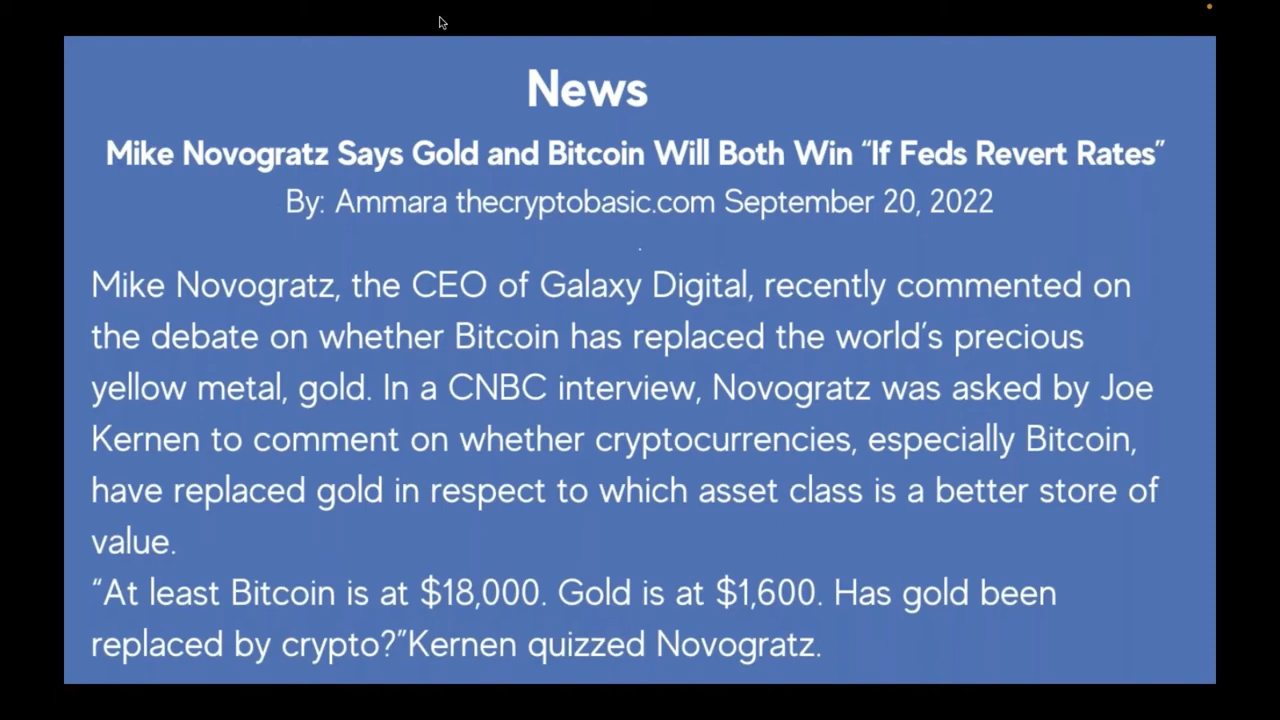 News
Mike Novogratz Says Gold and Bitcoin Will Both Win “If Feds Revert Rates”
By: Ammara thecryptobasic.com September 20, 2022
.
Mike Novogratz, the CEO of Galaxy Digital, recently commented on
the debate on whether Bitcoin has replaced the world’s precious
yellow metal, gold. In a CNBC interview, Novogratz was asked by Joe
Kernen to comment on whether cryptocurrencies, especially Bitcoin,
have replaced gold in respect to which asset class is a better store of
value.
“At least Bitcoin is at $18,000. Gold is at $1,600. Has gold been
replaced by crypto?”Kernen quizzed Novogratz.